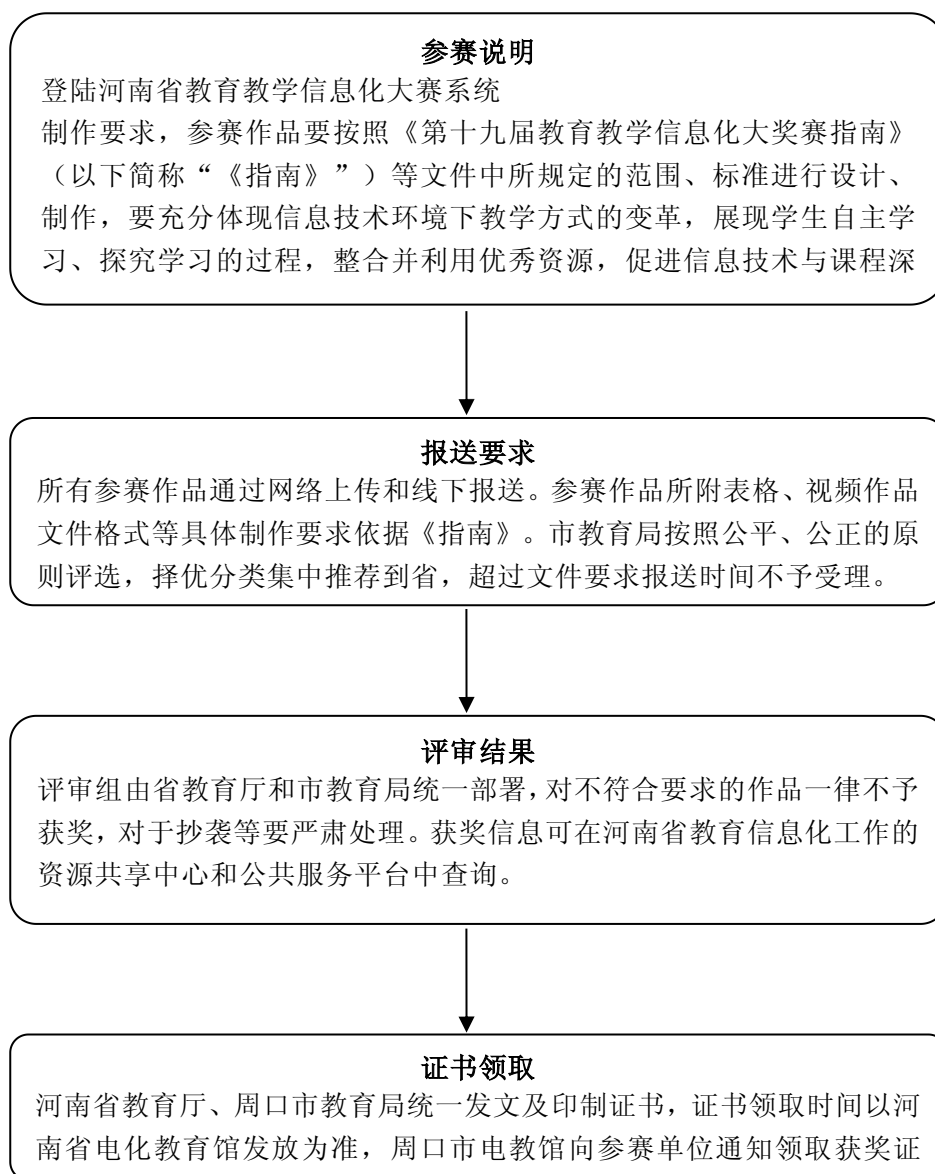 参赛说明
登陆河南省教育教学信息化大赛系统
制作要求，参赛作品要按照《第十九届教育教学信息化大奖赛指南》
（以下简称“《指南》”）等文件中所规定的范围、标准进行设计、
制作，要充分体现信息技术环境下教学方式的变革，展现学生自主学
习、探究学习的过程，整合并利用优秀资源，促进信息技术与课程深
报送要求
所有参赛作品通过网络上传和线下报送。参赛作品所附表格、视频作品
文件格式等具体制作要求依据《指南》。市教育局按照公平、公正的原
则评选，择优分类集中推荐到省，超过文件要求报送时间不予受理。
评审结果
评审组由省教育厅和市教育局统一部署，对不符合要求的作品一律不予
获奖，对于抄袭等要严肃处理。获奖信息可在河南省教育信息化工作的
资源共享中心和公共服务平台中查询。
证书领取
河南省教育厅、周口市教育局统一发文及印制证书，证书领取时间以河
南省电化教育馆发放为准，周口市电教馆向参赛单位通知领取获奖证